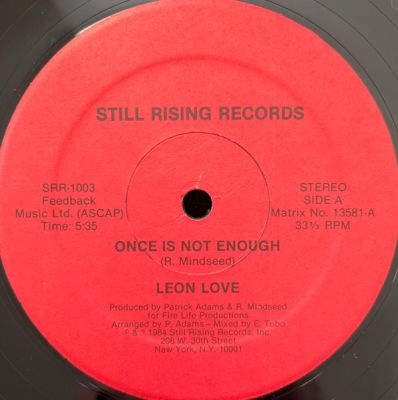 STILL RISING RECORDS
SRR-1003
Feedback
Music Ltd. (ASCAP)
Time: 5:35
STEREO
SIDE A
Matrix No. 13581-A
33⅓ RPM
ONCE IS NOT ENOUGH
(R. Mindseed)
LEON LOVE
Produced by Patrick Adams & R. Mindseed
for Fire Life Productions
Arranged by P. Adams – Mixed by E. Tobo
℗ & © 1984 Still Rising Records, Inc.
208 W. 30th Street
New York, N.Y. 10001